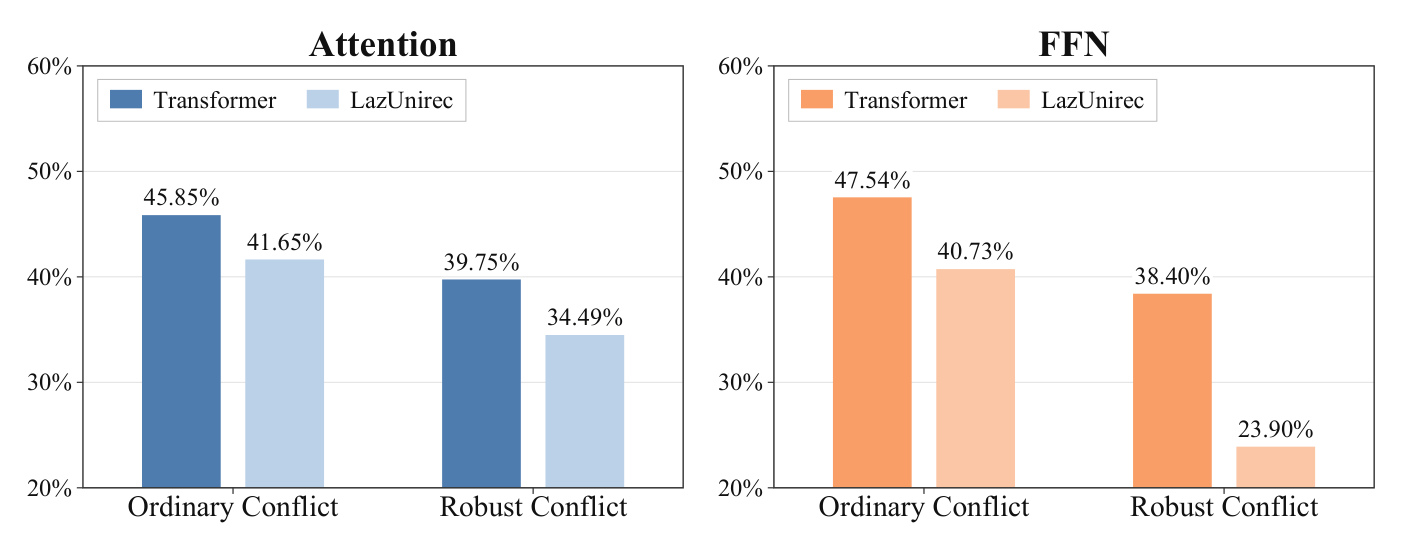 Attention
60%
50%
40%
30%
20%
Transformer
LazUnirec
45.85%
41.65%
39.75%
34.49%
Ordinary Conflict
Robust Conflict
FFN
60%
50%
40%
30%
20%
Transformer
LazUnirec
47.54%
40.73%
38.40%
23.90%
Ordinary Conflict
Robust Conflict